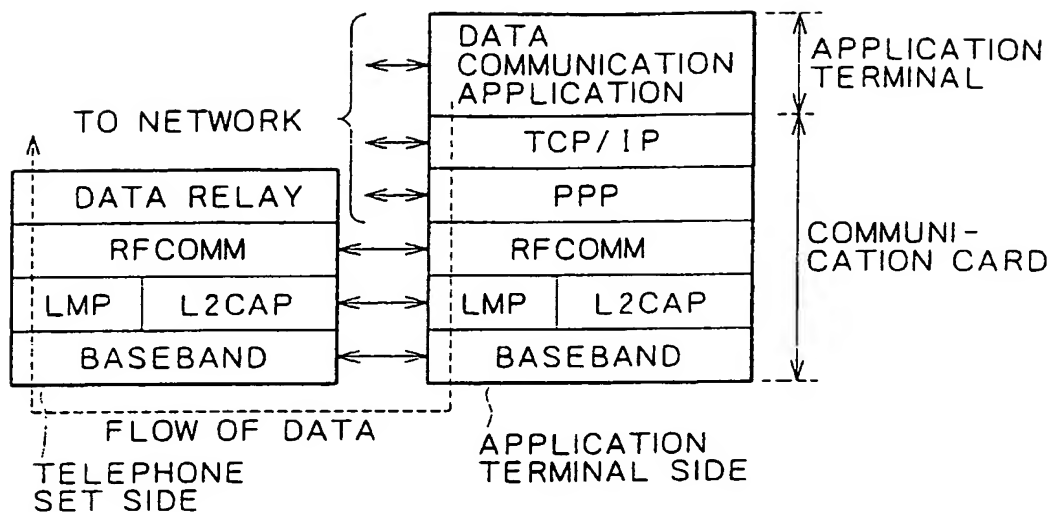 DATA
COMMUNICATION
APPLICATION
APPLICATION
TERMINAL
TO NETWORK
TCP/IP
DATA RELAY
PPP
RFCOMM
RFCOMM
COMMUNI-
CATION CARD
LMP
L2CAP
LMP
L2CAP
BASEBAND
BASEBAND
FLOW OF DATA
TELEPHONE
SET SIDE
APPLICATION
TERMINAL SIDE